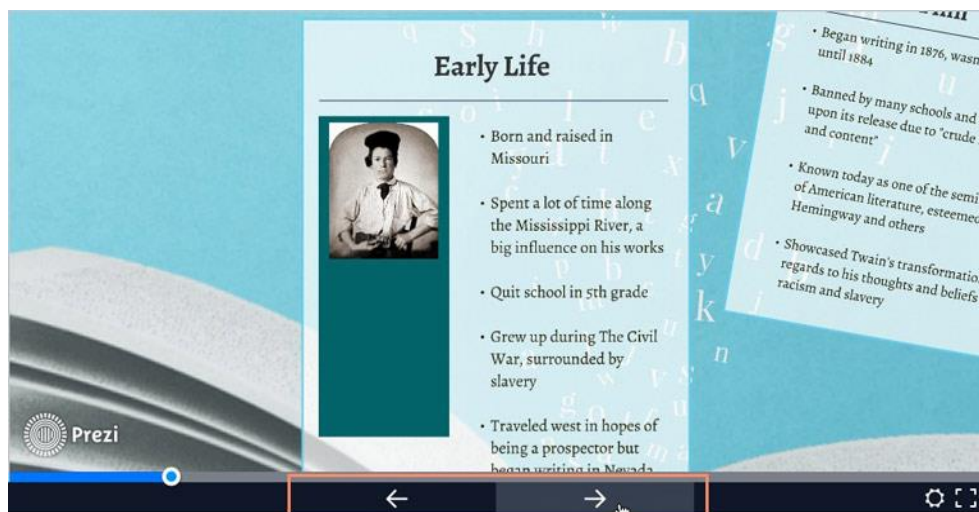 Early Life
• Born and raised in
Missouri
• Spent a lot of time along
the Mississippi River, a
big influence on his works
• Quit school in 5th grade
• Grew up during The Civil
War, surrounded by
slavery
• Traveled west in hopes of
being a prospector but
began writing in Nevada
• Began writing in 1876, wasn
until 1884
• Banned by many schools and
upon its release due to "crude
and content"
• Known today as one of the semi
of American literature, esteemed
Hemingway and others
• Showcased Twain's transformation
regards to his thoughts and beliefs
racism and slavery
Prezi